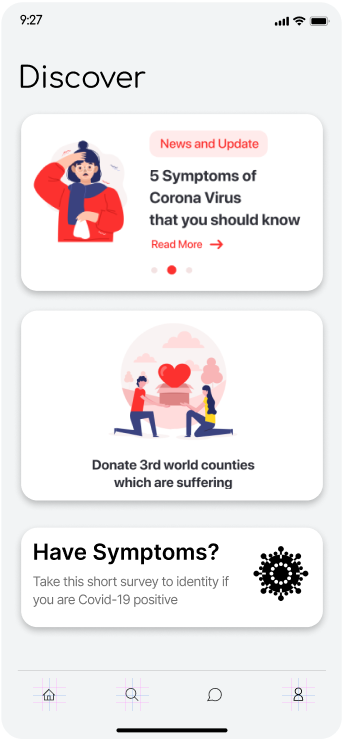 9:27
Discover
News and Update
5 Symptoms of
Corona Virus
that you should know
Read More
Donate 3rd world counties
which are suffering
Have Symptoms?
Take this short survey to identity if
you are Covid-19 positive